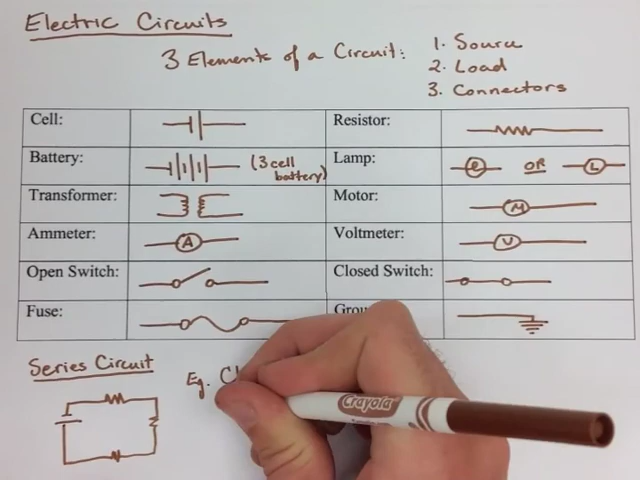 Electric Circuits
3 Elements of a Circuit: 1. Source
2. Load
3. Connectors
Cell:
Resistor:
Battery:
(3 cell
battery)
Lamp:
l OR L
Transformer:
Motor:
M
Ammeter:
A
Voltmeter:
V
Open Switch:
Closed Switch:
Fuse:
Series Circuit
Eg.
Crayola